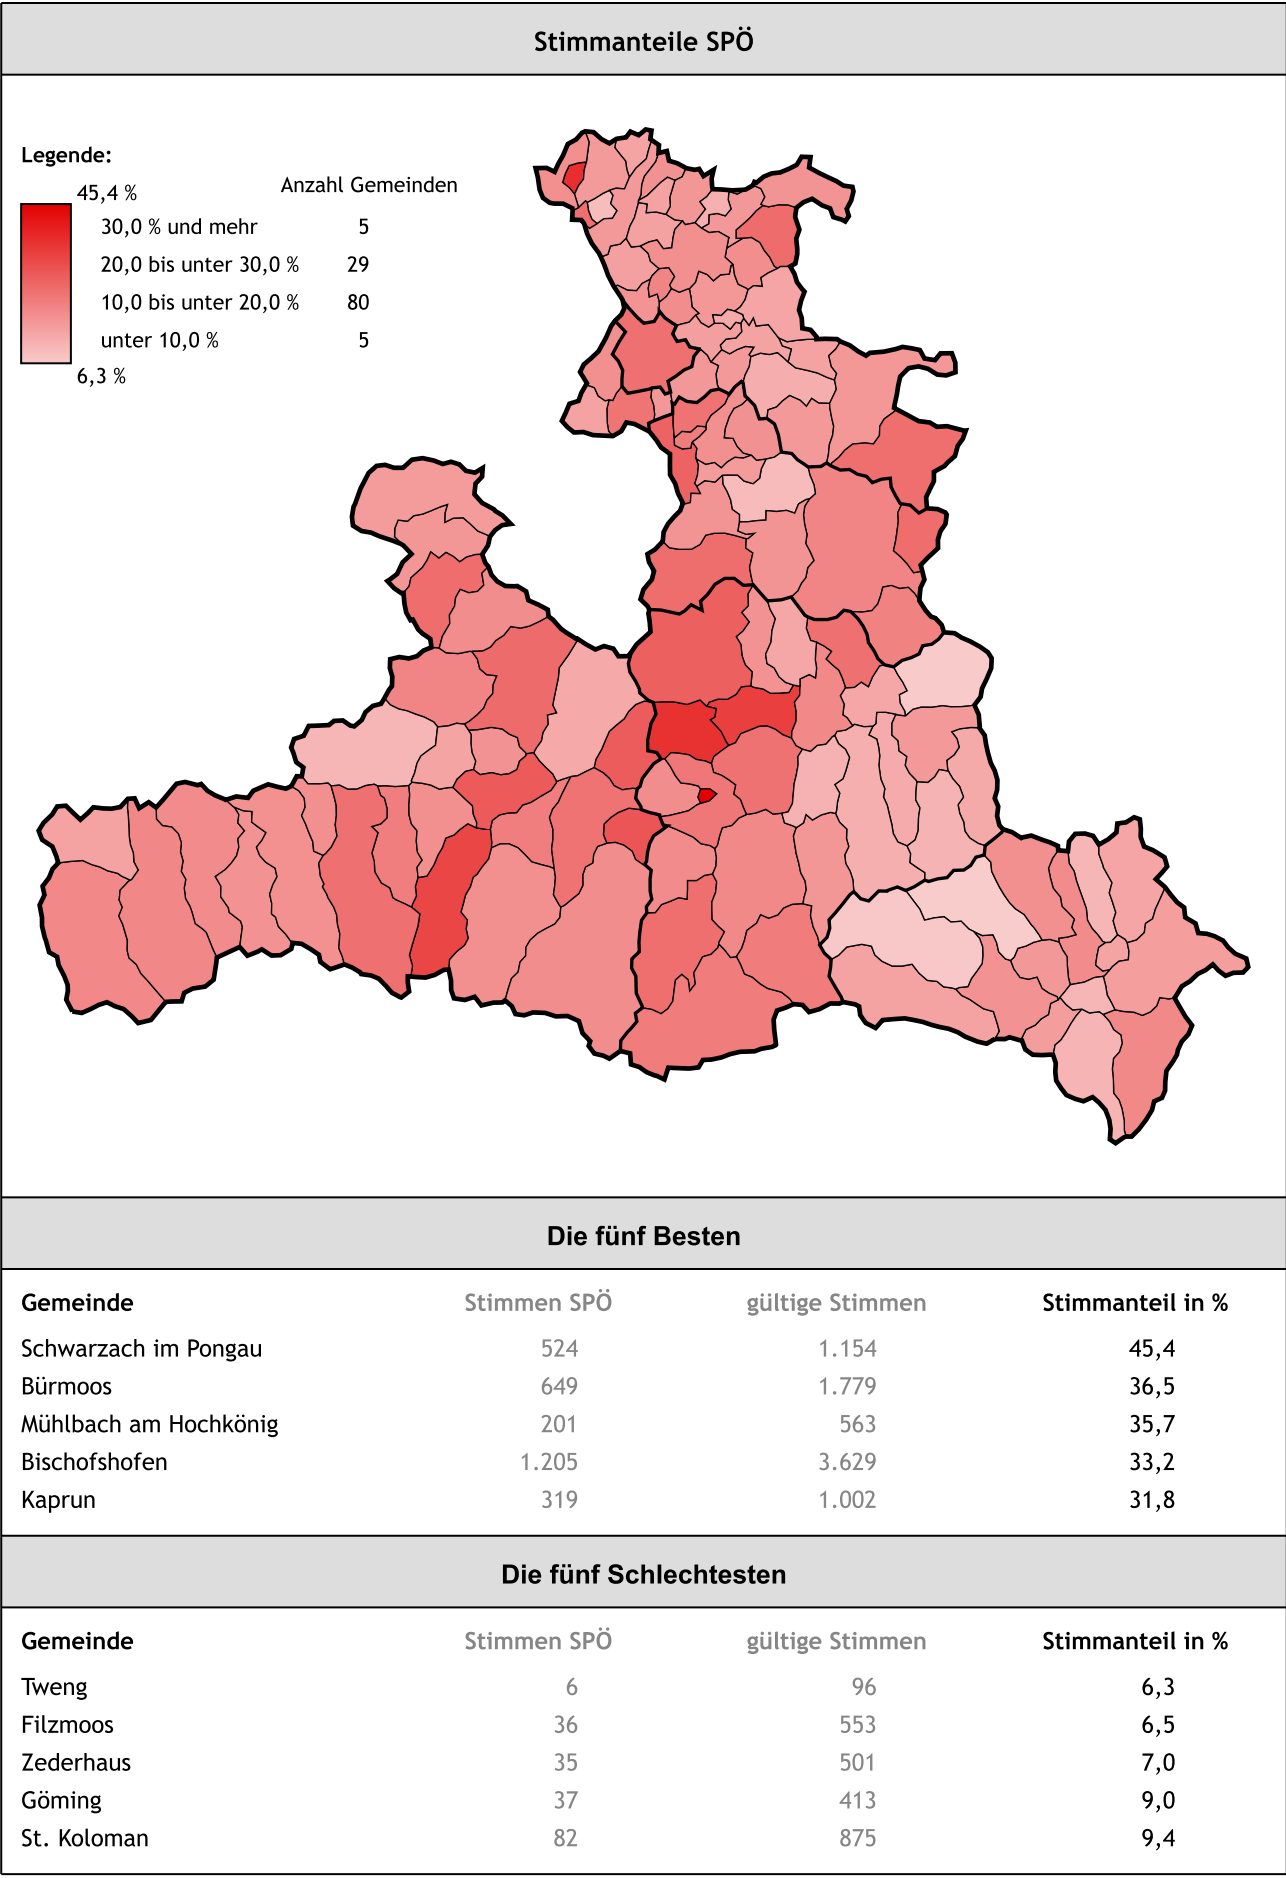 Stimmanteile SPÖ
Legende:
45,4 %
Anzahl Gemeinden
30,0 % und mehr 5
20,0 bis unter 30,0 % 29
10,0 bis unter 20,0 % 80
unter 10,0 % 5
6,3 %
Die fünf Besten
Gemeinde Stimmen SPÖ gültige Stimmen Stimmanteil in %
Schwarzach im Pongau 524 1.154 45,4
Bürmoos 649 1.779 36,5
Mühlbach am Hochkönig 201 563 35,7
Bischofshofen 1.205 3.629 33,2
Kaprun 319 1.002 31,8
Die fünf Schlechtesten
Gemeinde Stimmen SPÖ gültige Stimmen Stimmanteil in %
Tweng 6 96 6,3
Filzmoos 36 553 6,5
Zederhaus 35 501 7,0
Göming 37 413 9,0
St. Koloman 82 875 9,4